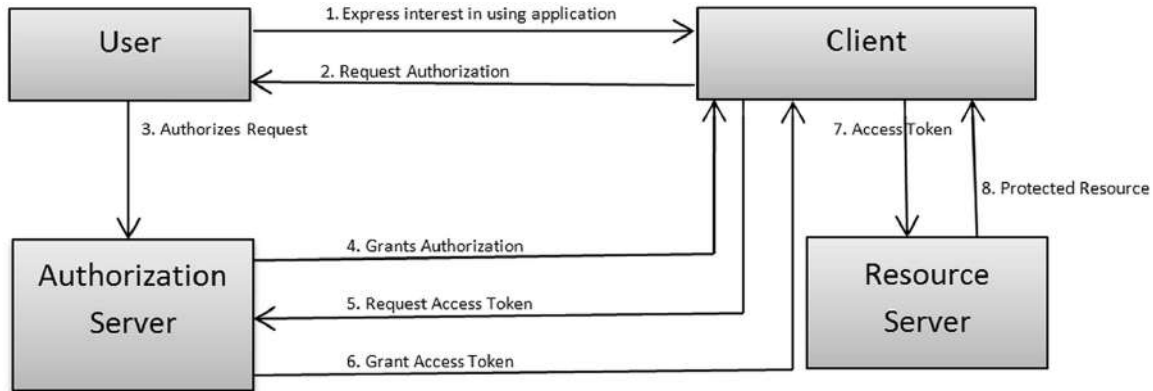 1. Express interest in using application
User
Client
2. Request Authorization
3. Authorizes Request
7. Access Token
8. Protected Resource
4. Grants Authorization
Authorization
Server
Resource
Server
5. Request Access Token
6. Grant Access Token